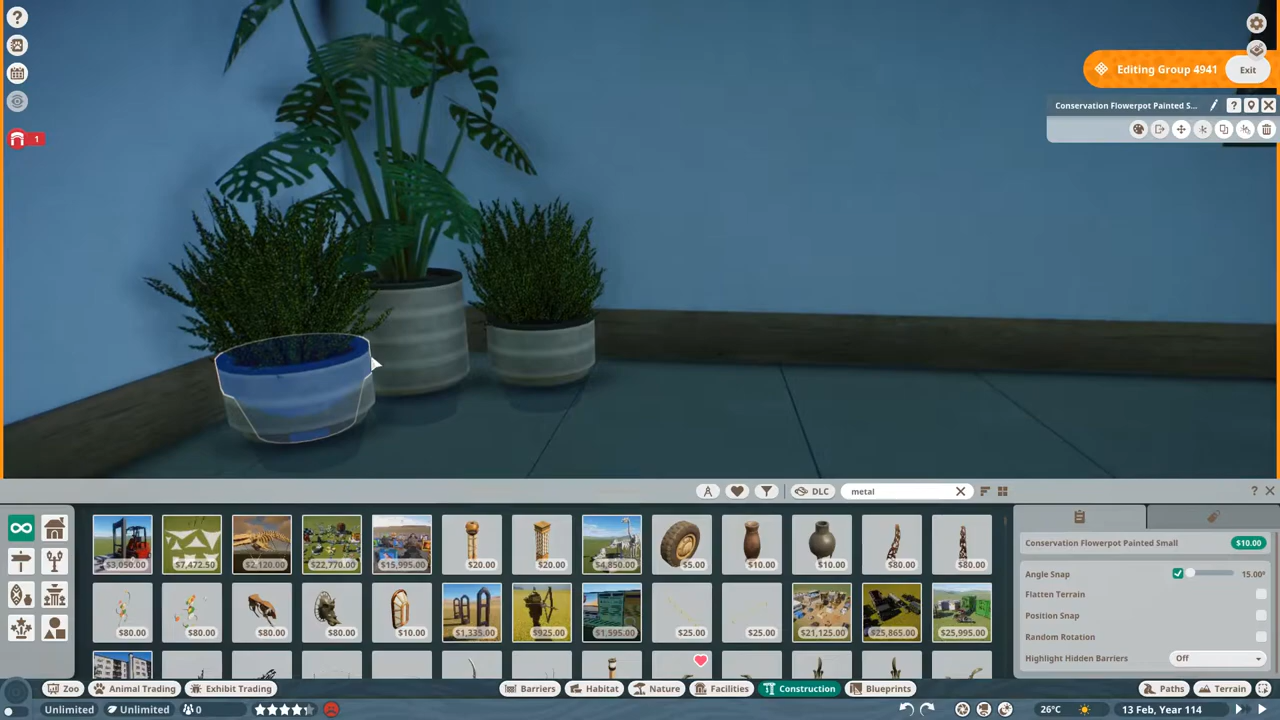 Editing Group 4941
Exit
Conservation Flowerpot Painted S...
?
?
1
DLC
metal
?
$3,050.00
$7,472.50
$2,120.00
$22,770.00
$15,995.00
$20.00
$20.00
$4,850.00
$5.00
$10.00
$10.00
$80.00
$80.00
$80.00
$80.00
$80.00
$80.00
$10.00
$1,335.00
$925.00
$1,595.00
$25.00
$25.00
$21,125.00
$25,865.00
$25,995.00
Conservation Flowerpot Painted Small
$10.00
Angle Snap
15.00°
Flatten Terrain
Position Snap
Random Rotation
Highlight Hidden Barriers
Off
Zoo
Animal Trading
Exhibit Trading
Barriers
Habitat
Nature
Facilities
Construction
Blueprints
Paths
Terrain
Unlimited
Unlimited
0
26°C
13 Feb, Year 114